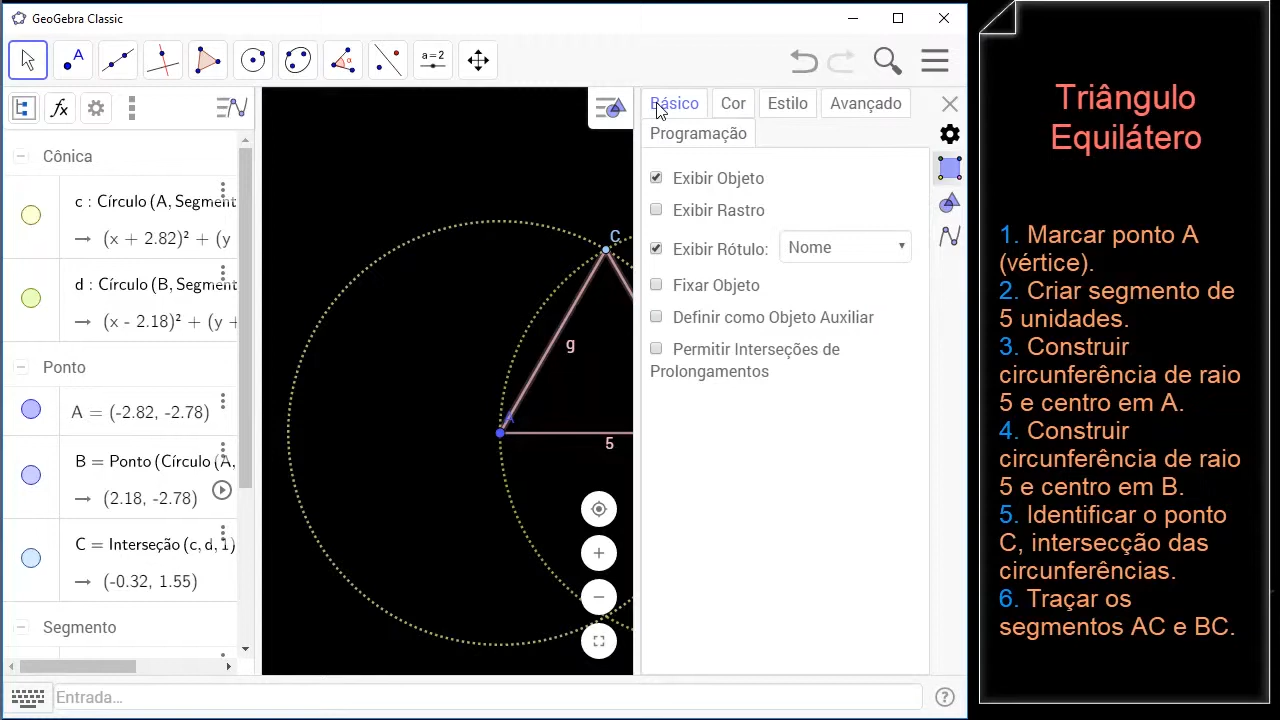 GeoGebra Classic
A
α
a=2
fx
Básico
Cor
Estilo
Avançado
Programação
Cônica
c : Círculo (A, Segment
→ (x + 2.82)² + (y
d : Círculo (B, Segment
→ (x - 2.18)² + (y +
Ponto
A = (-2.82, -2.78)
B = Ponto (Círculo (A,
→ (2.18, -2.78)
C = Interseção (c, d, 1)
→ (-0.32, 1.55)
Segmento
C
g
A
5
Exibir Objeto
Exibir Rastro
Exibir Rótulo: Nome
Fixar Objeto
Definir como Objeto Auxiliar
Permitir Interseções de
Prolongamentos
Entrada...
Triângulo
Equilátero
1. Marcar ponto A
(vértice).
2. Criar segmento de
5 unidades.
3. Construir
circunferência de raio
5 e centro em A.
4. Construir
circunferência de raio
5 e centro em B.
5. Identificar o ponto
C, intersecção das
circunferências.
6. Traçar os
segmentos AC e BC.